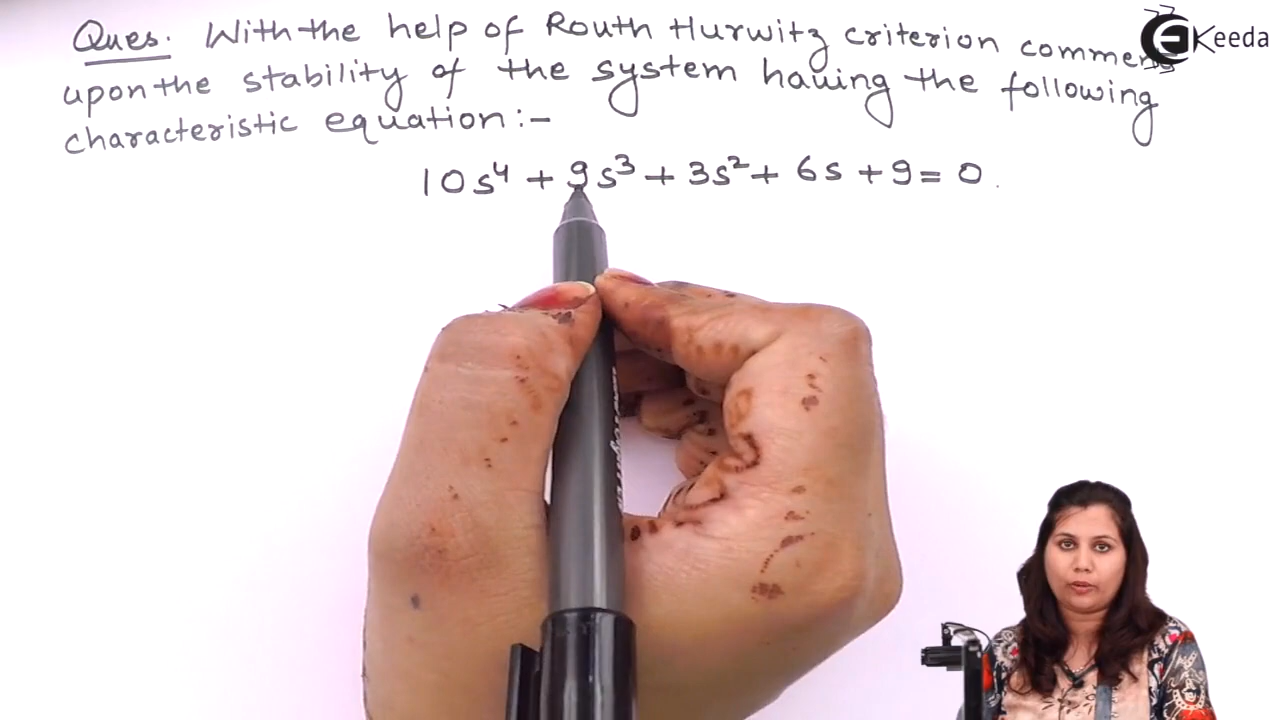 Ques. With the help of Routh Hurwitz criterion comment
upon the stability of the system having the following
characteristic equation:-
10s⁴ + 9s³ + 3s² + 6s + 9 = 0
EKeeda